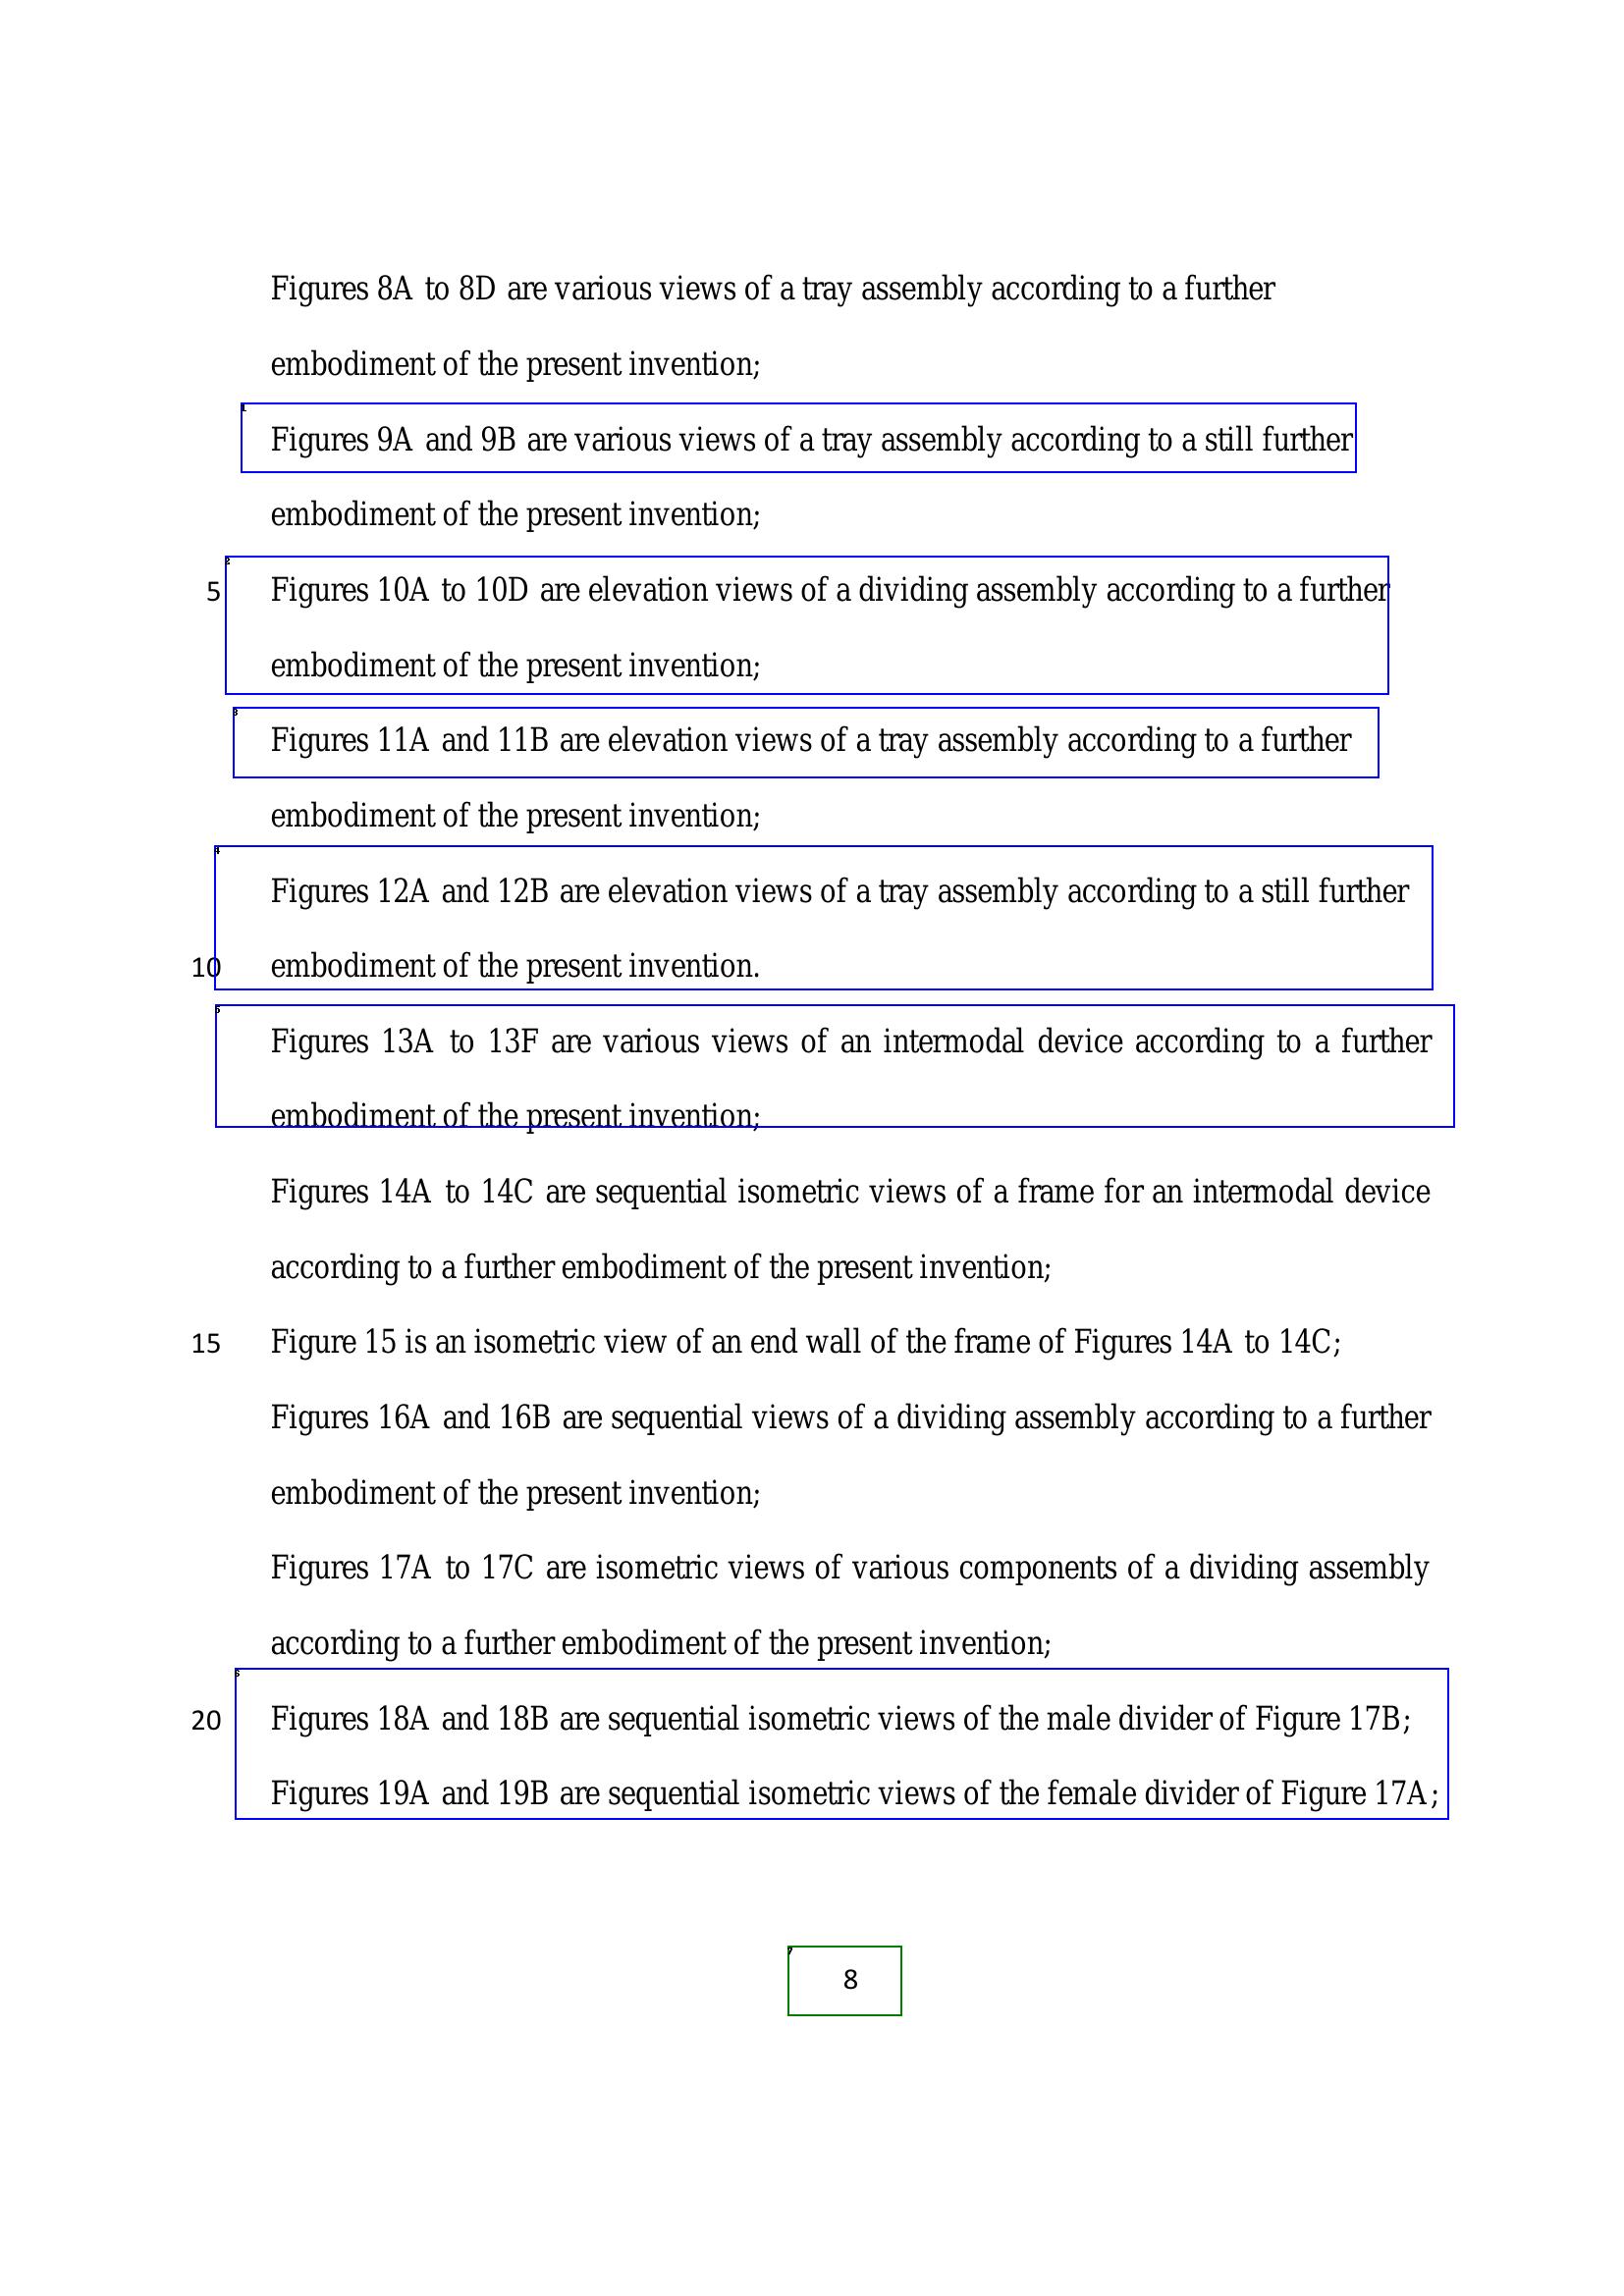 Figures 8A to 8D are various views of a tray assembly according to a further
embodiment of the present invention;
1
Figures 9A and 9B are various views of a tray assembly according to a still further
embodiment of the present invention;
2
5 Figures 10A to 10D are elevation views of a dividing assembly according to a further
embodiment of the present invention;
3
Figures 11A and 11B are elevation views of a tray assembly according to a further
embodiment of the present invention;
4
Figures 12A and 12B are elevation views of a tray assembly according to a still further
10 embodiment of the present invention.
5
Figures 13A to 13F are various views of an intermodal device according to a further
embodiment of the present invention;
Figures 14A to 14C are sequential isometric views of a frame for an intermodal device
according to a further embodiment of the present invention;
15 Figure 15 is an isometric view of an end wall of the frame of Figures 14A to 14C;
Figures 16A and 16B are sequential views of a dividing assembly according to a further
embodiment of the present invention;
Figures 17A to 17C are isometric views of various components of a dividing assembly
according to a further embodiment of the present invention;
20 Figures 18A and 18B are sequential isometric views of the male divider of Figure 17B;
Figures 19A and 19B are sequential isometric views of the female divider of Figure 17A;
7
8